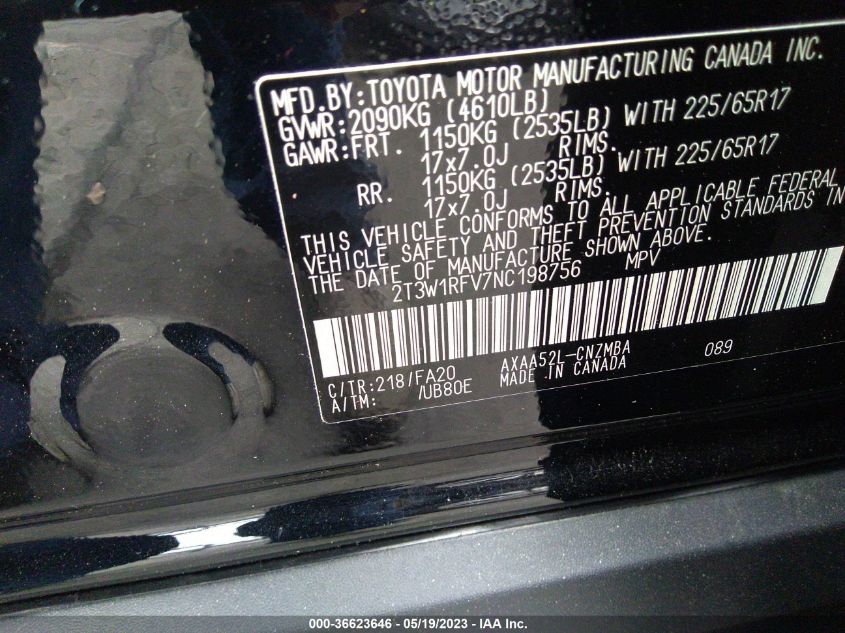 MFD.BY:TOYOTA MOTOR MANUFACTURING CANADA INC.
GVWR:2090KG (4610LB)
GAWR:FRT. 1150KG (2535LB) WITH 225/65R17
17x7.0J RIMS.
RR. 1150KG (2535LB) WITH 225/65R17
17x7.0J RIMS.
THIS VEHICLE CONFORMS TO ALL APPLICABLE FEDERAL
VEHICLE SAFETY AND THEFT PREVENTION STANDARDS IN
THE DATE OF MANUFACTURE SHOWN ABOVE.
2T3W1RFV7NC198756 MPV
C/TR:218/FA20 AXAA52L-CNZMBA 089
A/TM: /UB80E MADE IN CANADA
000-36623646 - 05/19/2023 - IAA Inc.